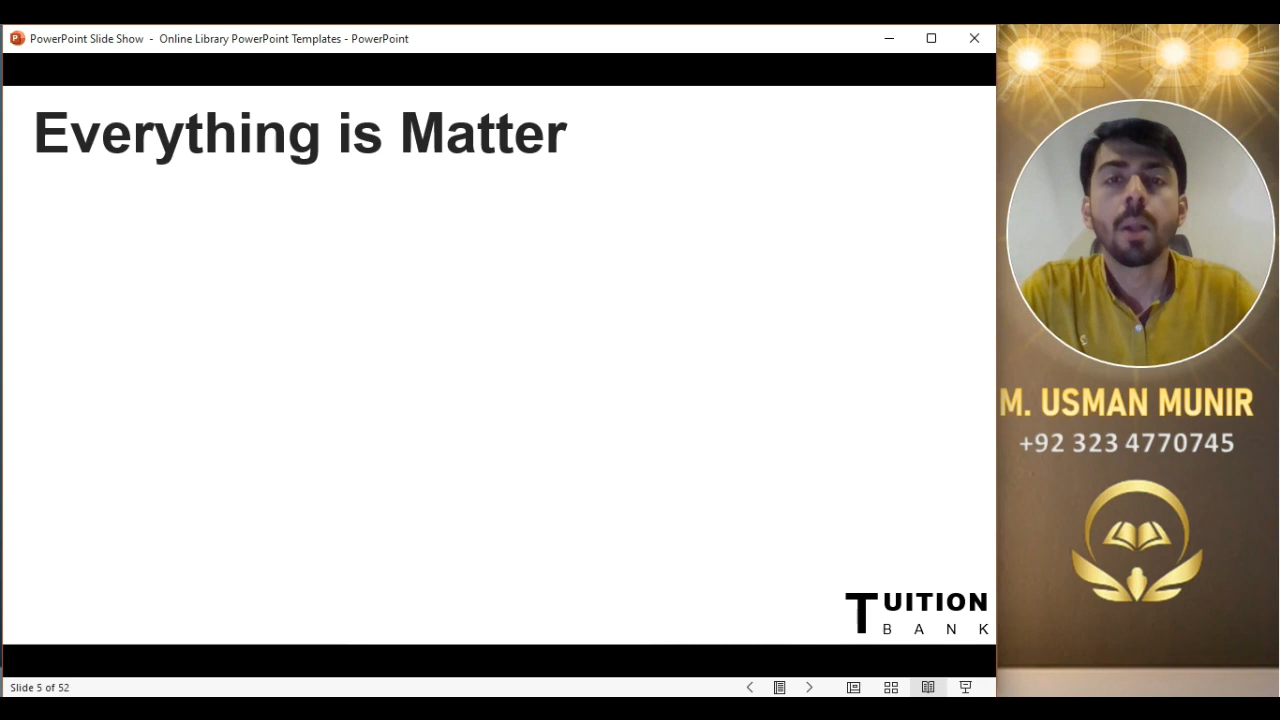 PowerPoint Slide Show - Online Library PowerPoint Templates - PowerPoint
Everything is Matter
M. USMAN MUNIR
+92 323 4770745
TUITION
BANK
Slide 5 of 52